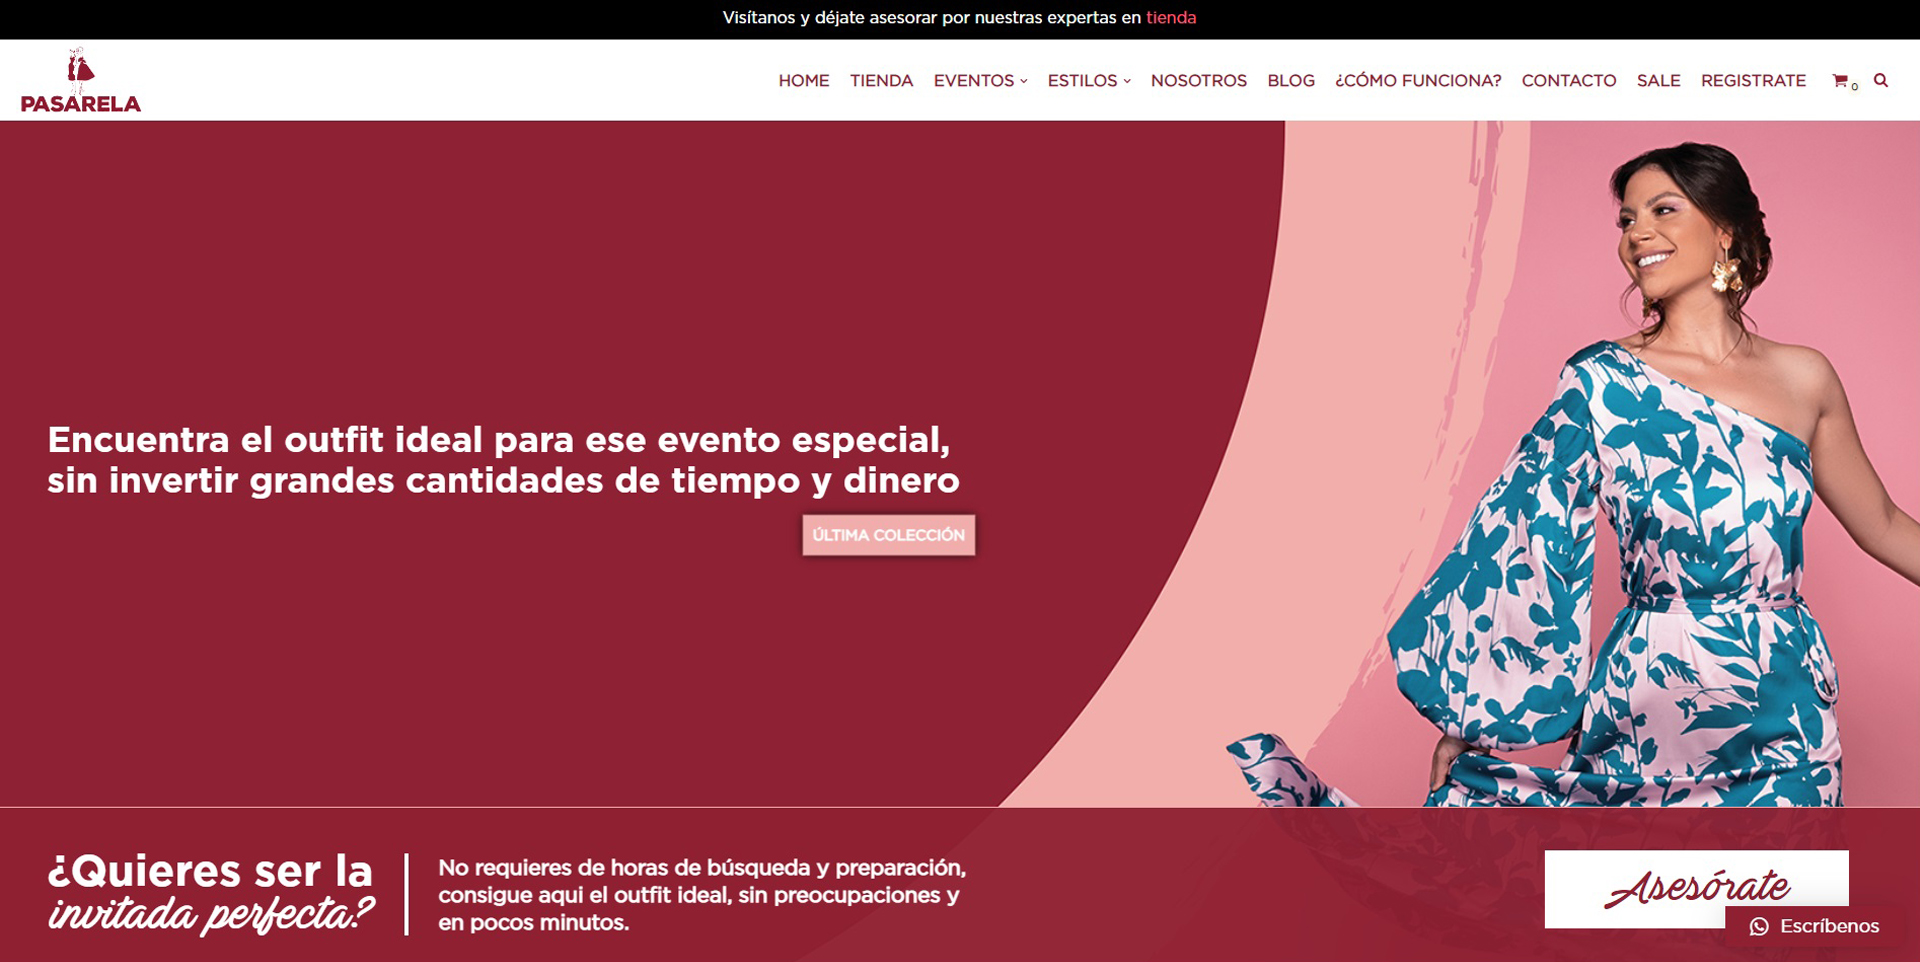 Visítanos y déjate asesorar por nuestras expertas en tienda
PASARELA
HOME TIENDA EVENTOS ESTILOS NOSOTROS BLOG ¿CÓMO FUNCIONA? CONTACTO SALE REGISTRATE 0
Encuentra el outfit ideal para ese evento especial,
sin invertir grandes cantidades de tiempo y dinero
ÚLTIMA COLECCIÓN
¿Quieres ser la
invitada perfecta?
No requieres de horas de búsqueda y preparación,
consigue aqui el outfit ideal, sin preocupaciones y
en pocos minutos.
Asesórate
Escríbenos